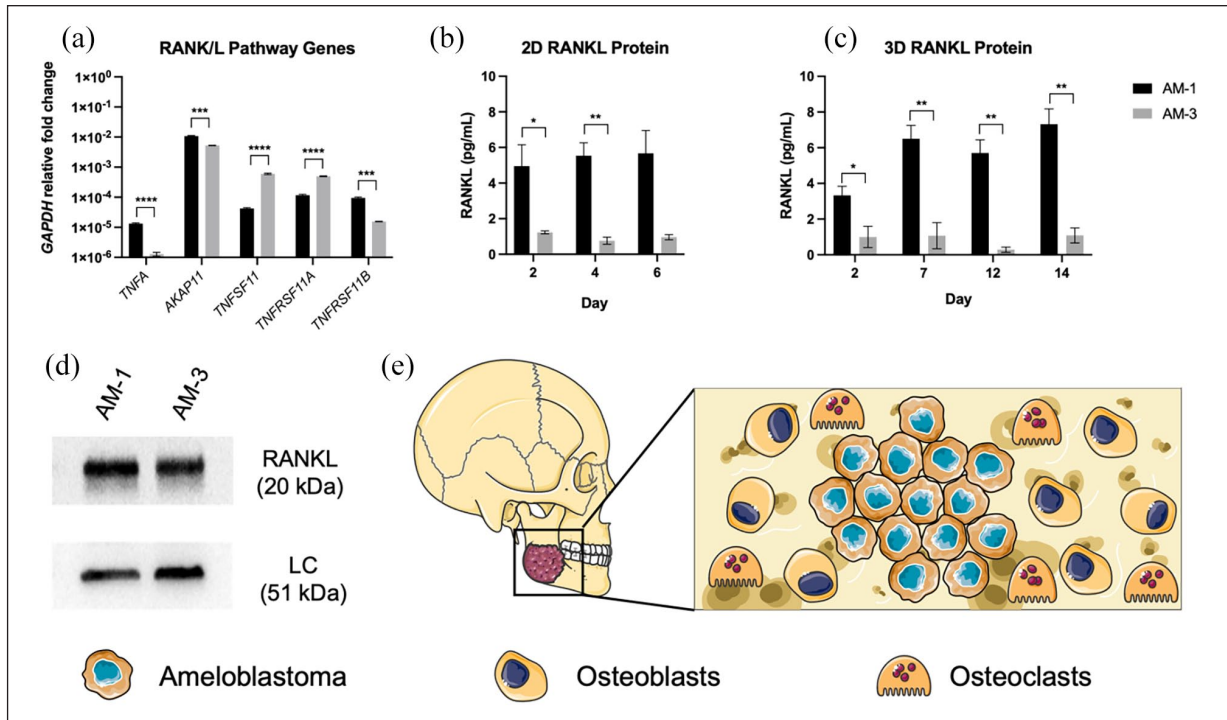 (a)
RANK/L Pathway Genes
GAPDH relative fold change
1×10⁰
1×10⁻¹
1×10⁻²
1×10⁻³
1×10⁻⁴
1×10⁻⁵
1×10⁻⁶
****
***
****
****
***
TNFA
AKAP11
TNFSF11
TNFRSF11A
TNFRSF11B
(b)
2D RANKL Protein
RANKL (pg/mL)
10
8
6
4
2
0
*
**
2
4
6
Day
(c)
3D RANKL Protein
RANKL (pg/mL)
10
8
6
4
2
0
*
**
**
**
2
7
12
14
Day
AM-1
AM-3
(d)
AM-1
AM-3
RANKL
(20 kDa)
LC
(51 kDa)
(e)
Ameloblastoma
Osteoblasts
Osteoclasts